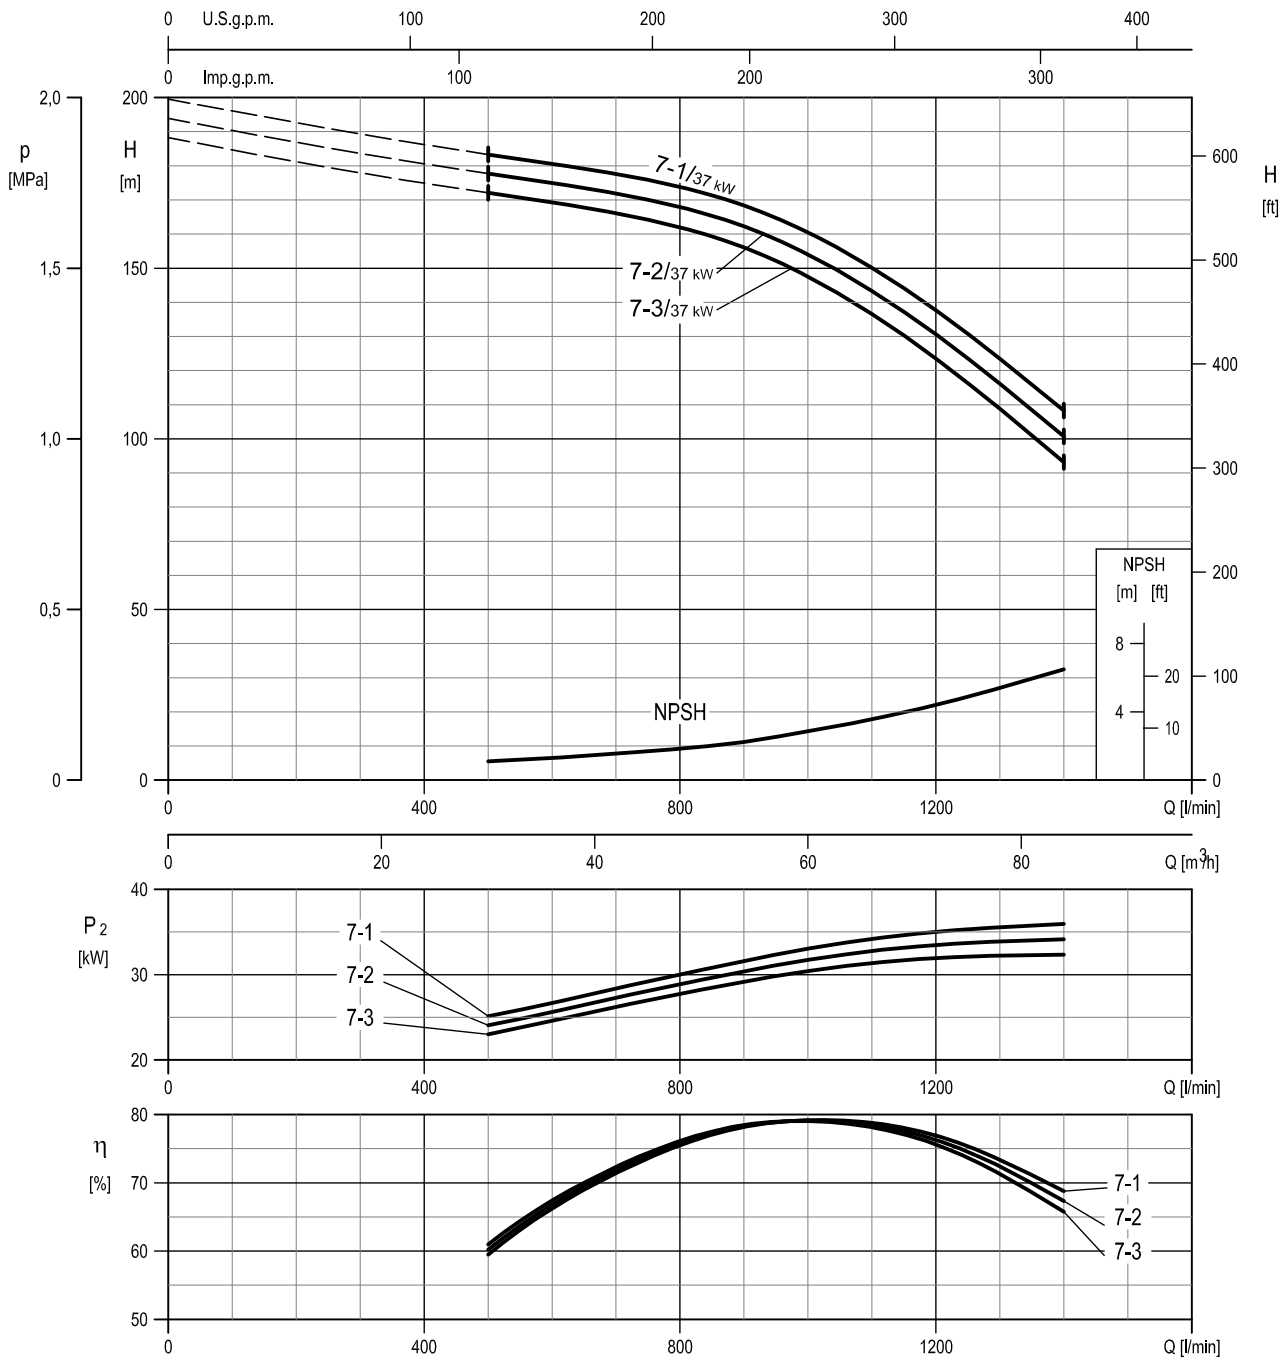 0 U.S.g.p.m. 100 200 300 400
0 Imp.g.p.m. 100 200 300
p
[MPa]
2,0
1,5
1,0
0,5
0
H
[m]
200
150
100
50
0
H
[ft]
600
500
400
300
200
100
0
7-1/37 kW
7-2/37 kW
7-3/37 kW
NPSH
NPSH
[m] [ft]
8
20
4
10
0 400 800 1200 Q [l/min]
0 20 40 60 80 Q [m³/h]
P2
[kW]
40
30
20
7-1
7-2
7-3
0 400 800 1200 Q [l/min]
η
[%]
80
70
60
50
7-1
7-2
7-3
0 400 800 1200 Q [l/min]